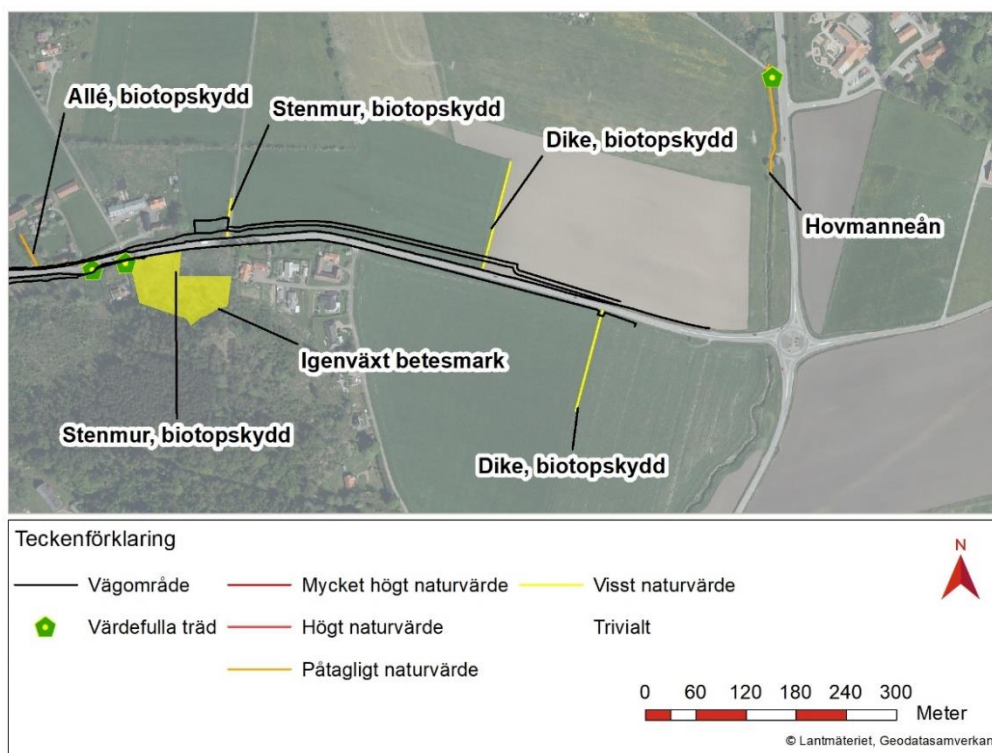 Allé, biotopskydd
Stenmur, biotopskydd
Dike, biotopskydd
Hovmanneån
Igenväxt betesmark
Stenmur, biotopskydd
Dike, biotopskydd
Teckenförklaring
Vägområde
Mycket högt naturvärde
Visst naturvärde
Värdefulla träd
Högt naturvärde
Trivialt
Påtagligt naturvärde
N
0 60 120 180 240 300
Meter
© Lantmäteriet, Geodatasamverkan